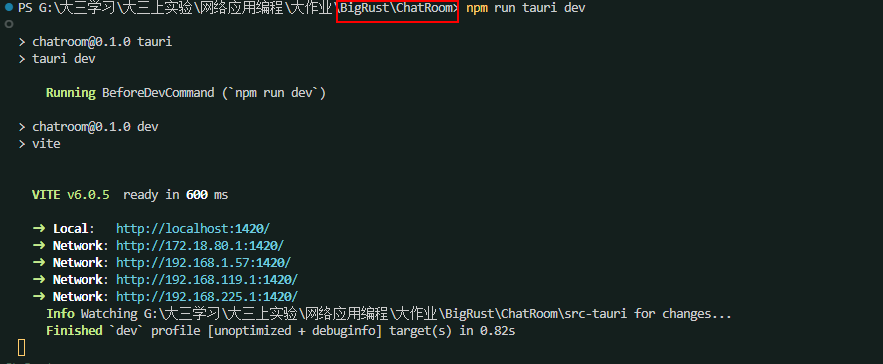 PS G:\大三学习\大三上实验\网络应用编程\大作业\BigRust\ChatRoom> npm run tauri dev
> chatroom@0.1.0 tauri
> tauri dev
Running BeforeDevCommand (`npm run dev`)
> chatroom@0.1.0 dev
> vite
VITE v6.0.5 ready in 600 ms
➜ Local: http://localhost:1420/
➜ Network: http://172.18.80.1:1420/
➜ Network: http://192.168.1.57:1420/
➜ Network: http://192.168.119.1:1420/
➜ Network: http://192.168.225.1:1420/
Info Watching G:\大三学习\大三上实验\网络应用编程\大作业\BigRust\ChatRoom\src-tauri for changes...
Finished `dev` profile [unoptimized + debuginfo] target(s) in 0.82s